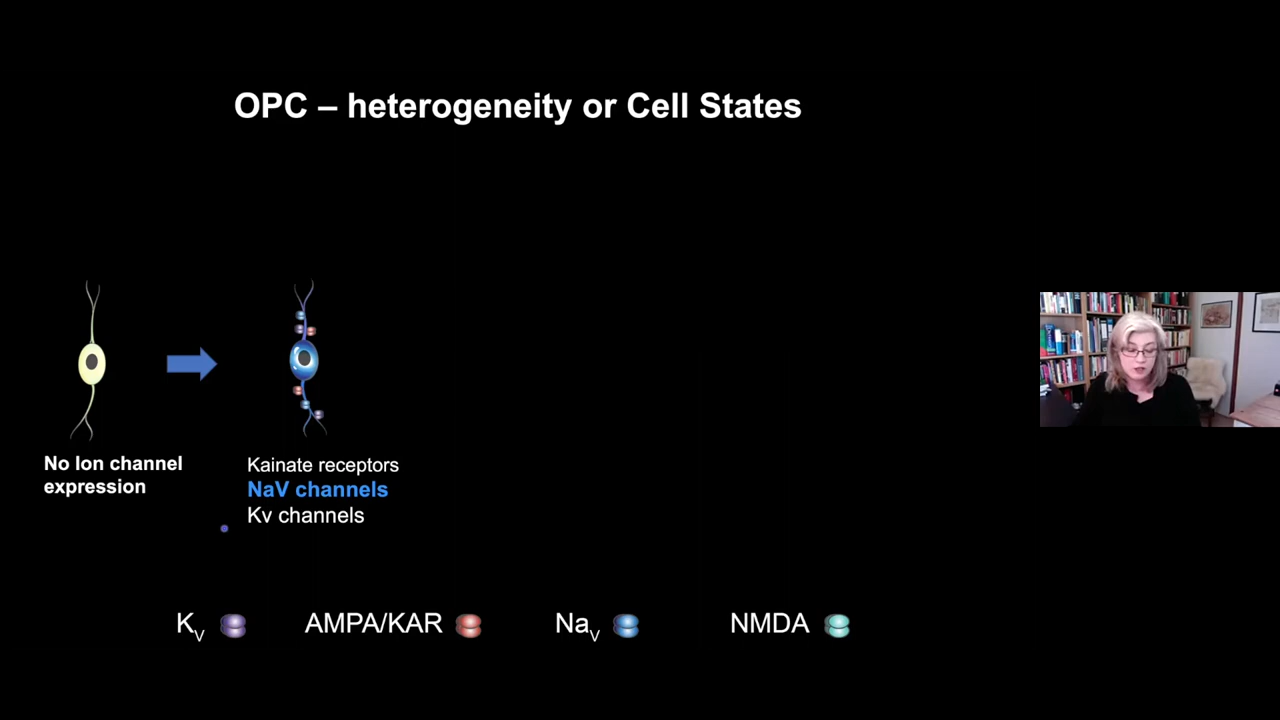 OPC – heterogeneity or Cell States
No Ion channel
expression
Kainate receptors
NaV channels
Kv channels
KV
AMPA/KAR
NaV
NMDA